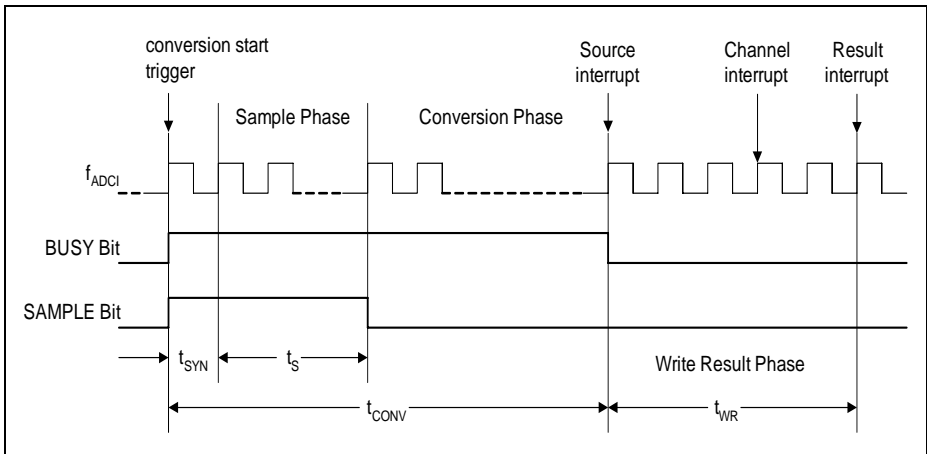 conversion start
trigger
Source
interrupt
Channel
interrupt
Result
interrupt
Sample Phase
Conversion Phase
fADCI
BUSY Bit
SAMPLE Bit
tSYN
tS
Write Result Phase
tCONV
tWR